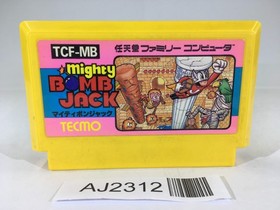 TCF-MB
任天堂 ファミリーコンピュータ
Mighty
BOMB
JACK
マイティボンジャック
TECMO
AJ2312